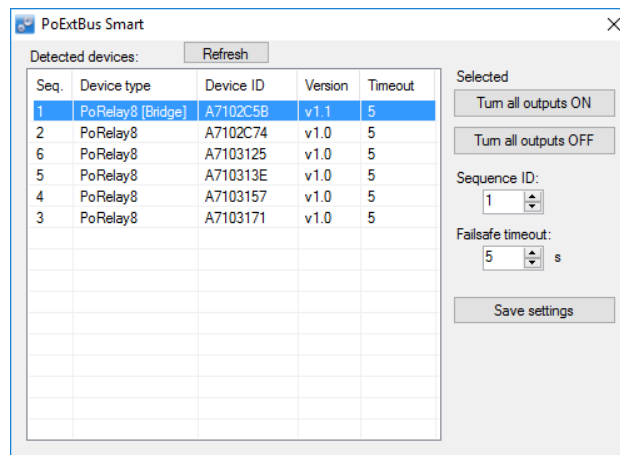 PoExtBus Smart
Detected devices:
Refresh
Seq. Device type Device ID Version Timeout
1 PoRelay8 [Bridge] A7102C5B v1.1 5
2 PoRelay8 A7102C74 v1.0 5
6 PoRelay8 A7103125 v1.0 5
5 PoRelay8 A710313E v1.0 5
4 PoRelay8 A7103157 v1.0 5
3 PoRelay8 A7103171 v1.0 5
Selected
Turn all outputs ON
Turn all outputs OFF
Sequence ID:
1
Failsafe timeout:
5 s
Save settings